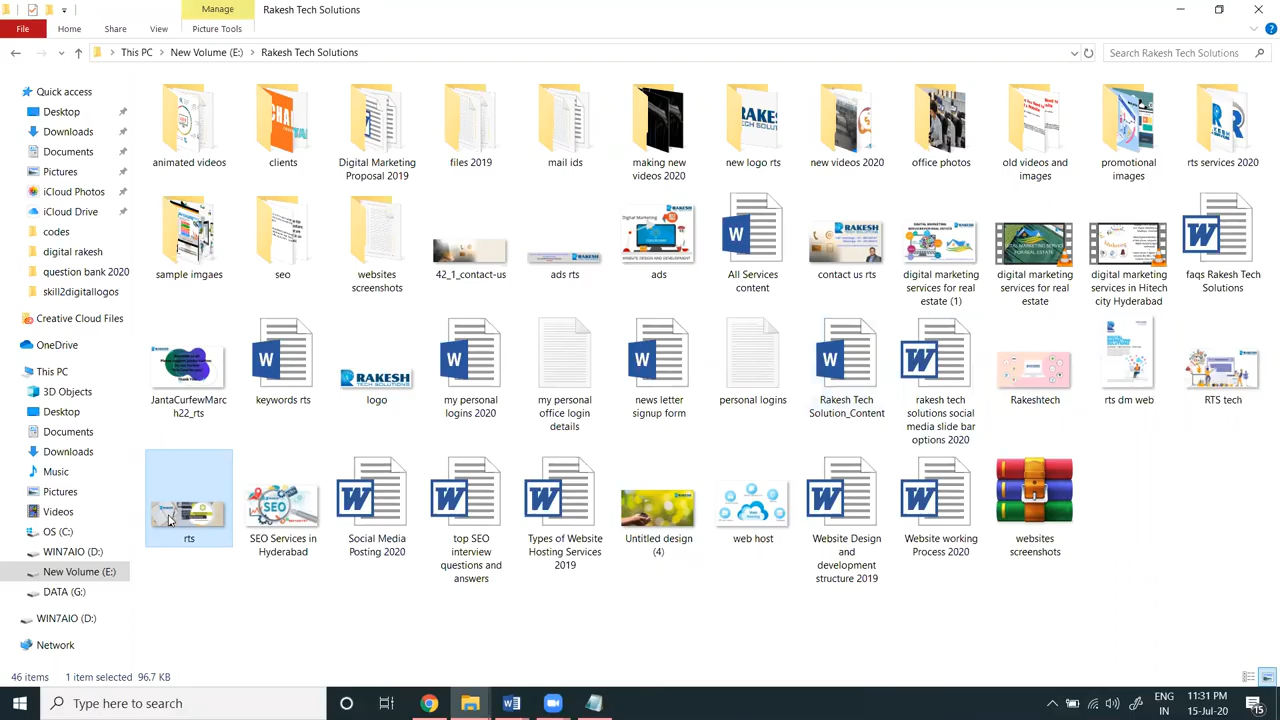 Manage
Rakesh Tech Solutions
File
Home
Share
View
Picture Tools
This PC
New Volume (E:)
Rakesh Tech Solutions
Search Rakesh Tech Solutions
Quick access
Desktop
Downloads
Documents
Pictures
iCloud Photos
iCloud Drive
codes
digital rakesh
question bank 2020
skill2digitallogos
Creative Cloud Files
OneDrive
This PC
3D Objects
Desktop
Documents
Downloads
Music
Pictures
Videos
OS (C:)
WIN7AIO (D:)
New Volume (E:)
DATA (G:)
WIN7AIO (D:)
Network
animated videos
clients
Digital Marketing
Proposal 2019
files 2019
mail ids
making new
videos 2020
new logo rts
new videos 2020
office photos
old videos and
images
promotional
images
rts services 2020
sample imgaes
seo
websites
screenshots
42_1_contact-us
ads rts
ads
All Services
content
contact us rts
digital marketing
services for real
estate (1)
digital marketing
services for real
estate
digital marketing
services in Hitech
city Hyderabad
faqs Rakesh Tech
Solutions
JantaCurfewMarc
h22_rts
keywords rts
logo
my personal
logins 2020
my personal
office login
details
news letter
signup form
personal logins
Rakesh Tech
Solution_Content
rakesh tech
solutions social
media slide bar
options 2020
Rakeshtech
rts dm web
RTS tech
rts
SEO Services in
Hyderabad
Social Media
Posting 2020
top SEO
interview
questions and
answers
Types of Website
Hosting Services
2019
Untitled design
(4)
web host
Website Design
and
development
structure 2019
Website working
Process 2020
websites
screenshots
46 items
1 item selected 96.7 KB
Type here to search
ENG
IN
11:31 PM
15-Jul-20
15